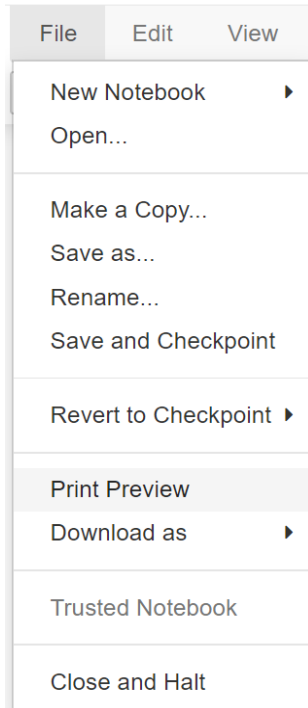 File Edit View
New Notebook
Open...
Make a Copy...
Save as...
Rename...
Save and Checkpoint
Revert to Checkpoint
Print Preview
Download as
Trusted Notebook
Close and Halt